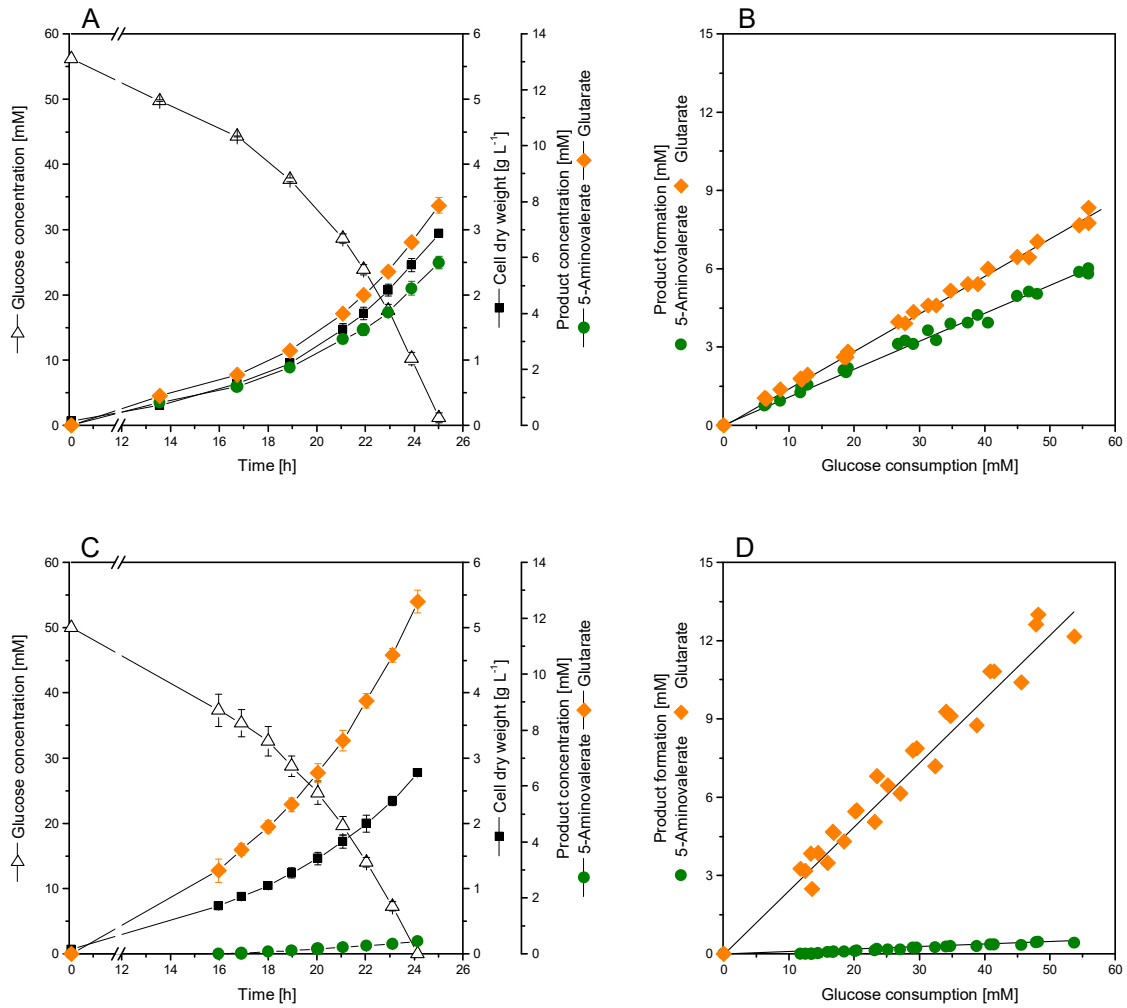 A
60
50
40
30
20
10
0
Glucose concentration [mM]
0 12 14 16 18 20 22 24 26
Time [h]
6
5
4
3
2
1
0
Cell dry weight [g L-1]
14
12
10
8
6
4
2
0
Product concentration [mM]
5-Aminovalerate Glutarate
B
15
12
9
6
3
0
Product formation [mM]
5-Aminovalerate Glutarate
0 10 20 30 40 50 60
Glucose consumption [mM]
C
60
50
40
30
20
10
0
Glucose concentration [mM]
0 12 14 16 18 20 22 24 26
Time [h]
6
5
4
3
2
1
0
Cell dry weight [g L-1]
14
12
10
8
6
4
2
0
Product concentration [mM]
5-Aminovalerate Glutarate
D
15
12
9
6
3
0
Product formation [mM]
5-Aminovalerate Glutarate
0 10 20 30 40 50 60
Glucose consumption [mM]